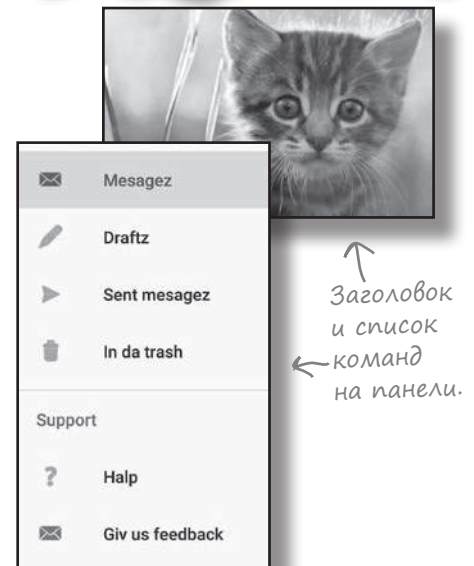 Mesagez
Draftz
Sent mesagez
In da trash
Support
Halp
Giv us feedback
Заголовок
и список
команд
на панели.